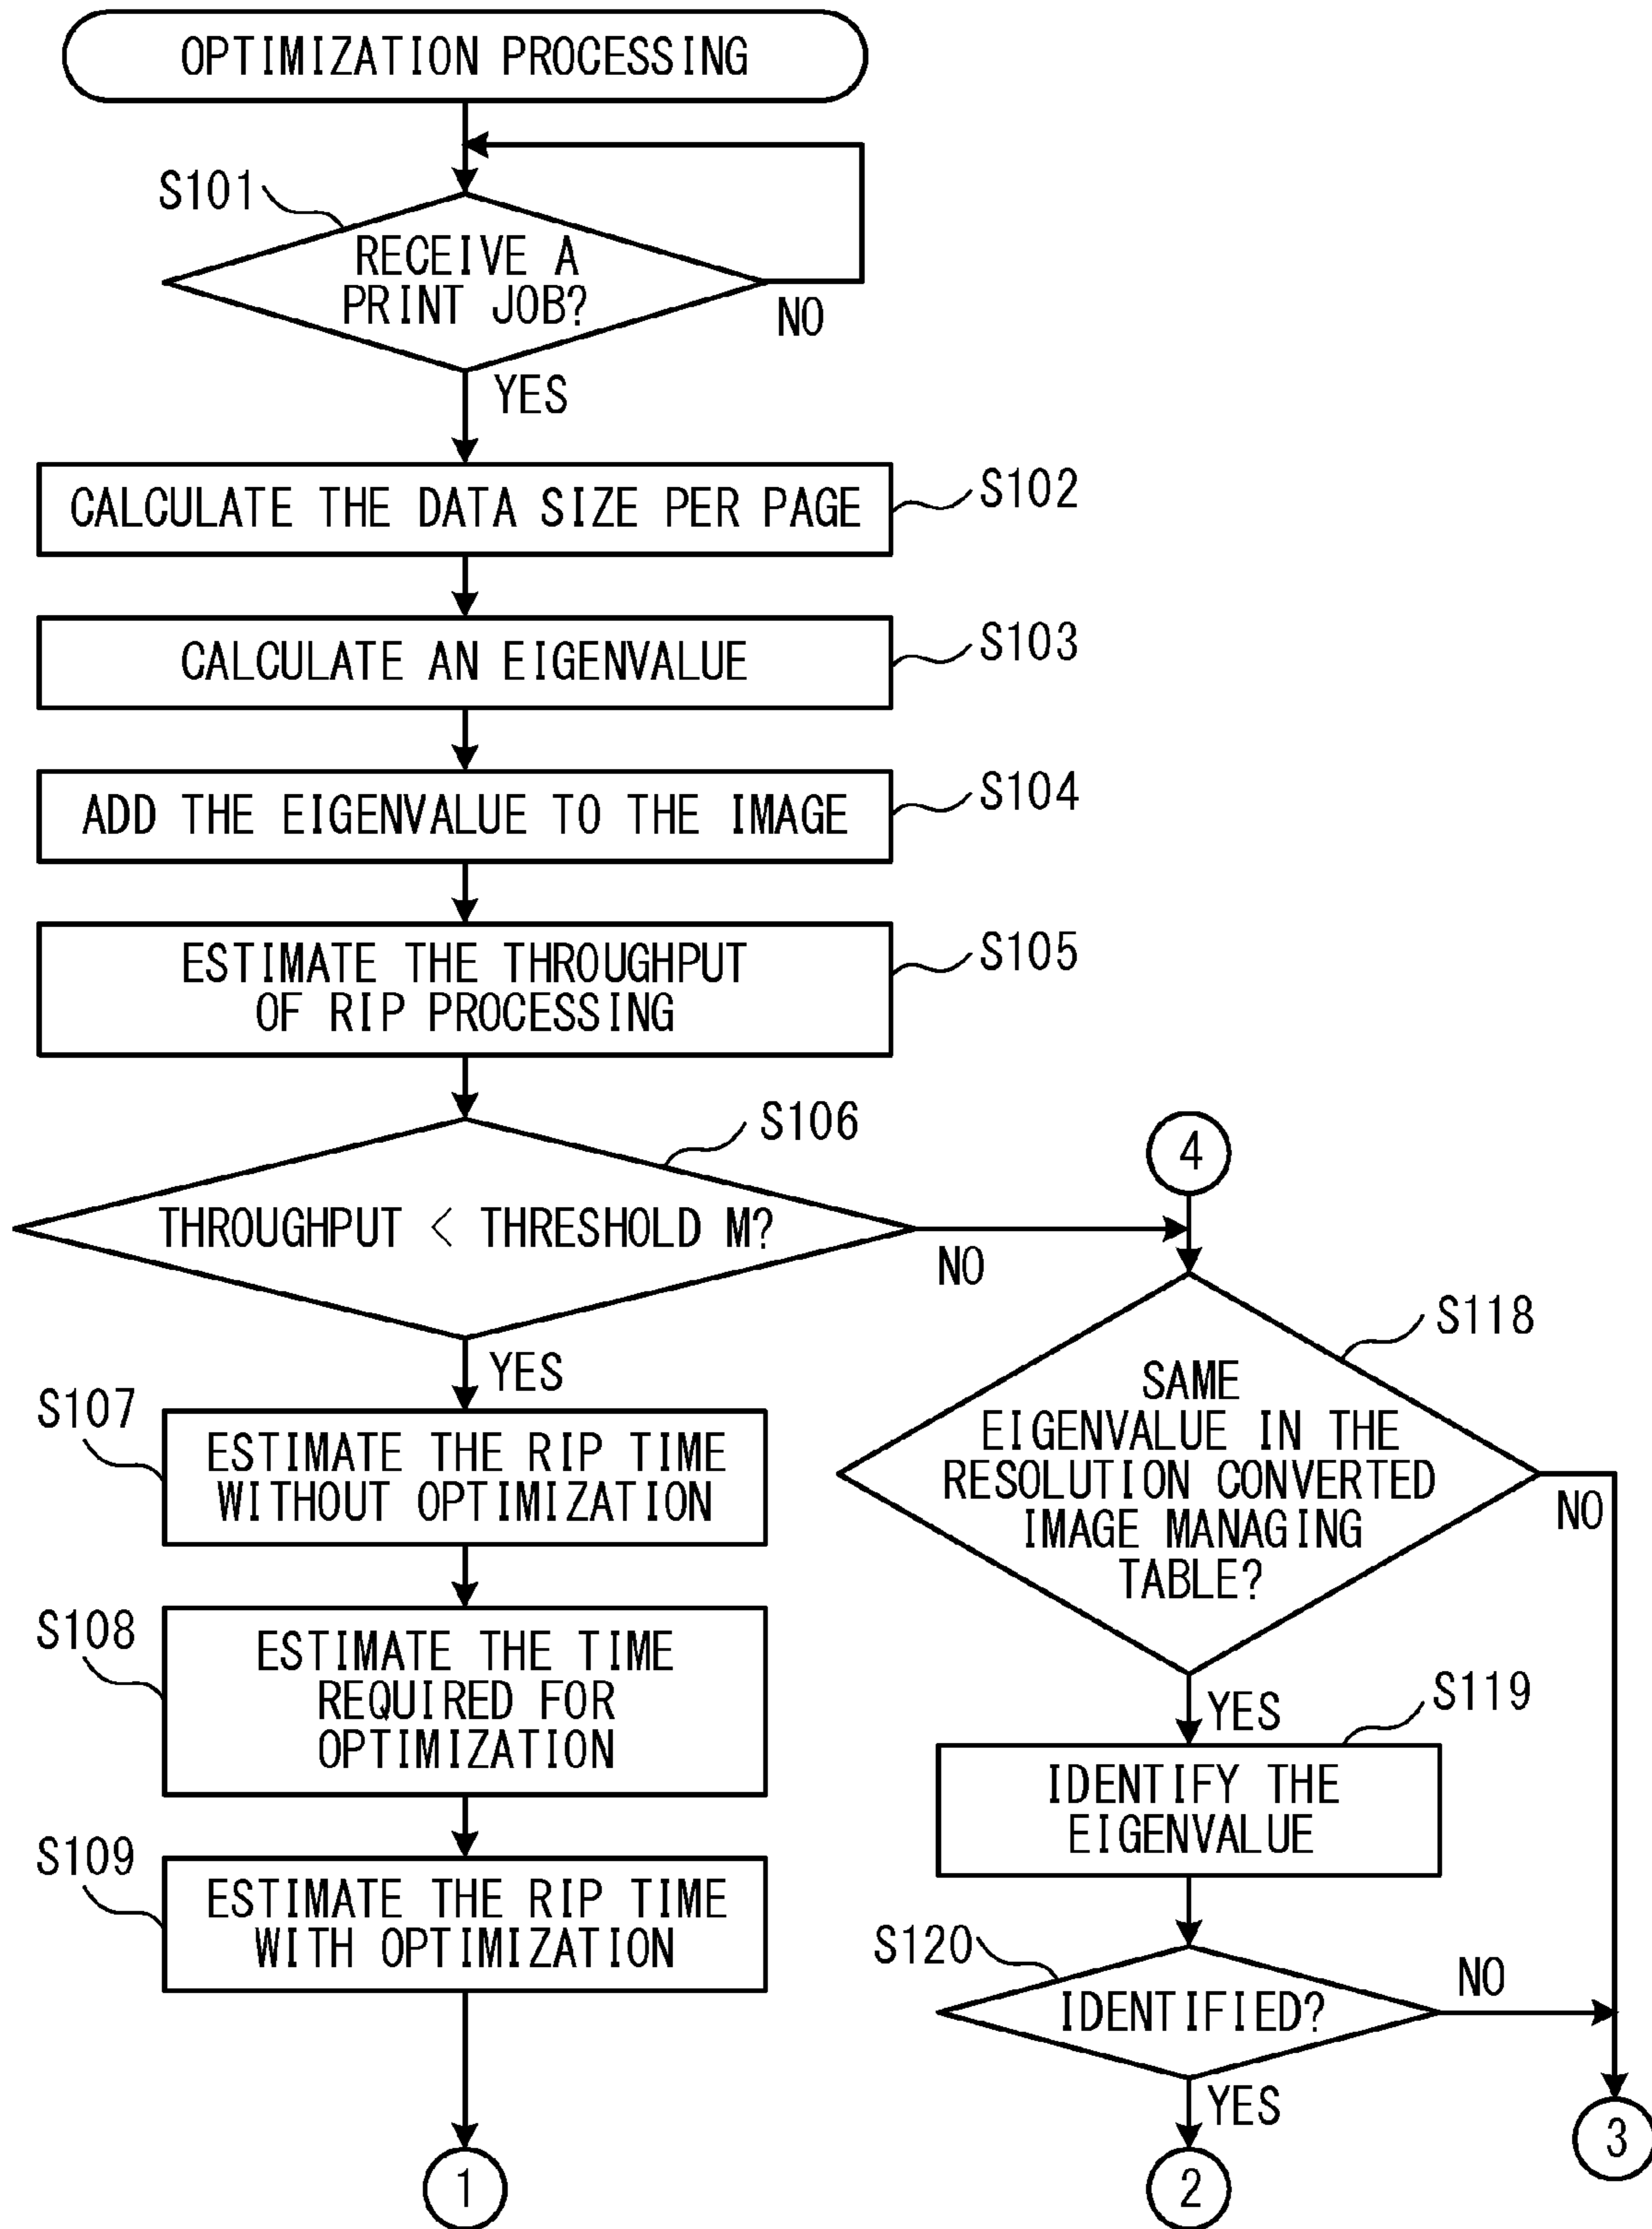 OPTIMIZATION PROCESSING
S101
RECEIVE A
PRINT JOB?
NO
YES
CALCULATE THE DATA SIZE PER PAGE
S102
CALCULATE AN EIGENVALUE
S103
ADD THE EIGENVALUE TO THE IMAGE
S104
ESTIMATE THE THROUGHPUT
OF RIP PROCESSING
S105
S106
THROUGHPUT < THRESHOLD M?
NO
YES
S107
ESTIMATE THE RIP TIME
WITHOUT OPTIMIZATION
S108
ESTIMATE THE TIME
REQUIRED FOR
OPTIMIZATION
S109
ESTIMATE THE RIP TIME
WITH OPTIMIZATION
1
4
S118
SAME
EIGENVALUE IN THE
RESOLUTION CONVERTED
IMAGE MANAGING
TABLE?
NO
YES
S119
IDENTIFY THE
EIGENVALUE
S120
IDENTIFIED?
NO
YES
2
3